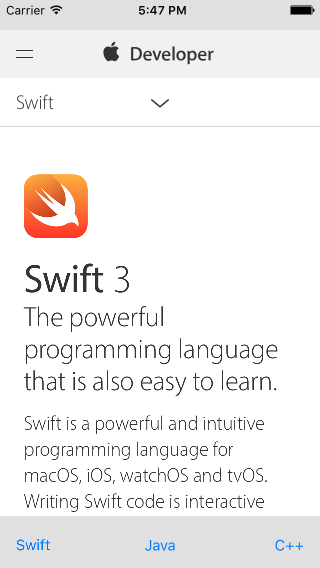 Carrier 5:47 PM
Developer
Swift
Swift 3
The powerful
programming language
that is also easy to learn.
Swift is a powerful and intuitive
programming language for
macOS, iOS, watchOS and tvOS.
Writing Swift code is interactive
Swift Java C++